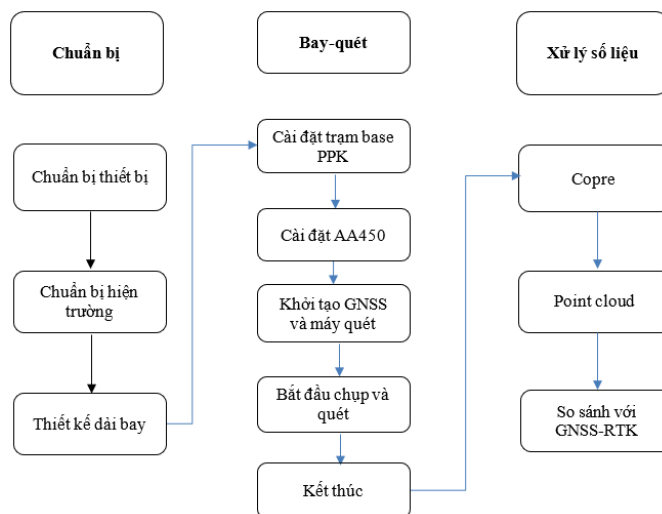 Chuẩn bị
Bay-quét
Xử lý số liệu
Chuẩn bị thiết bị
Chuẩn bị hiện
trường
Thiết kế dải bay
Cài đặt trạm base
PPK
Cài đặt AA450
Khởi tạo GNSS
và máy quét
Bắt đầu chụp và
quét
Kết thúc
Copre
Point cloud
So sánh với
GNSS-RTK